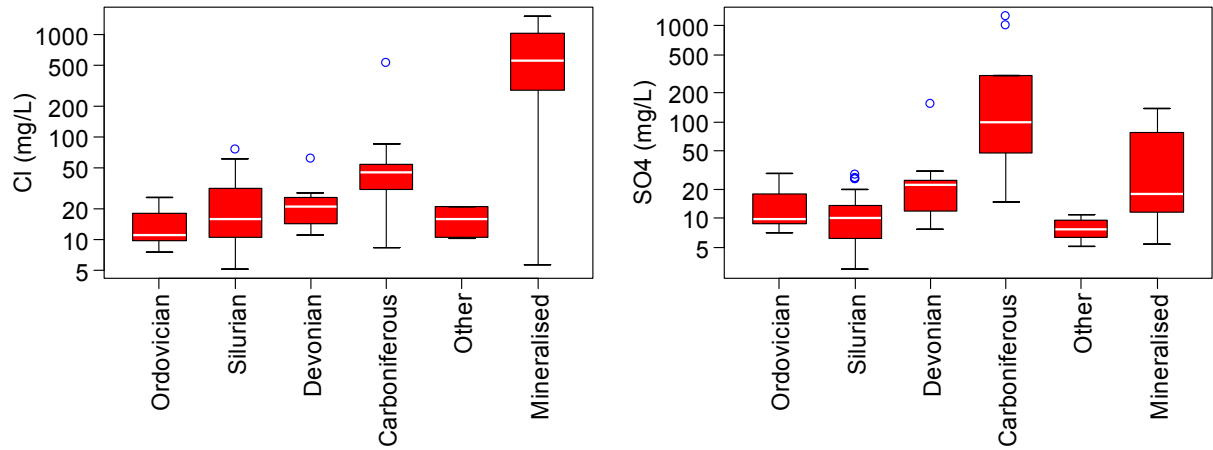 Cl (mg/L)
1000
500
200
100
50
20
10
5
Ordovician
Silurian
Devonian
Carboniferous
Other
Mineralised
SO4 (mg/L)
1000
500
200
100
50
20
10
5
Ordovician
Silurian
Devonian
Carboniferous
Other
Mineralised